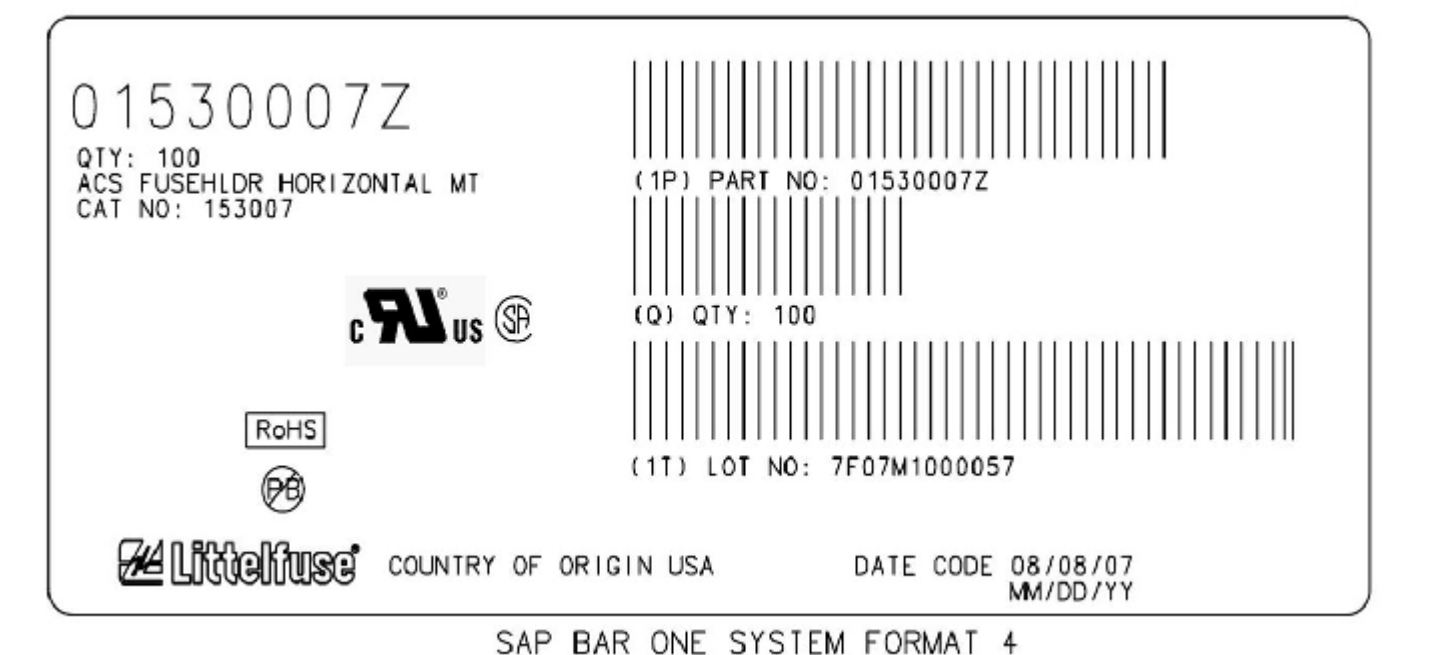 01530007Z
QTY: 100
ACS FUSEHLDR HORIZONTAL MT
CAT NO: 153007
(1P) PART NO: 01530007Z
(Q) QTY: 100
(1T) LOT NO: 7F07M1000057
C RU® US SA
RoHS
PB
Littelfuse® COUNTRY OF ORIGIN USA
DATE CODE 08/08/07
MM/DD/YY
SAP BAR ONE SYSTEM FORMAT 4